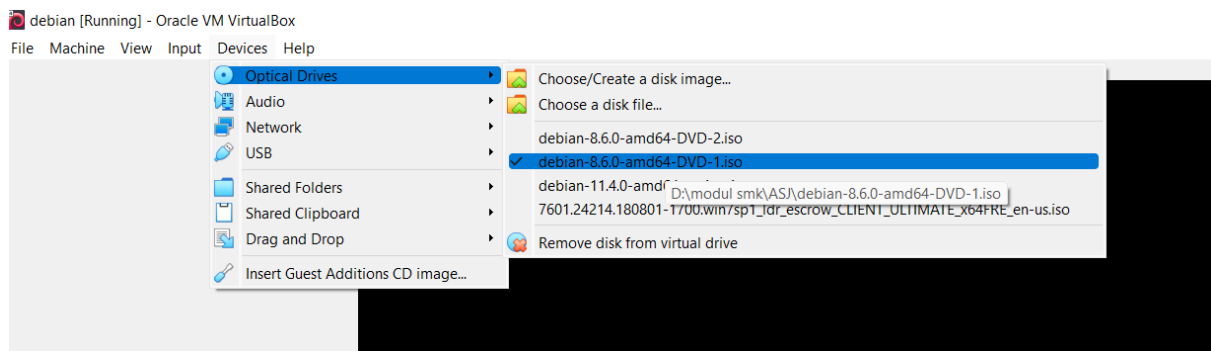 debian [Running] - Oracle VM VirtualBox
File Machine View Input Devices Help
Optical Drives
Audio
Network
USB
Shared Folders
Shared Clipboard
Drag and Drop
Insert Guest Additions CD image...
Choose/Create a disk image...
Choose a disk file...
debian-8.6.0-amd64-DVD-2.iso
debian-8.6.0-amd64-DVD-1.iso
debian-11.4.0-amd
D:\modul smk\ASJ\debian-8.6.0-amd64-DVD-1.iso
7601.24214.180801-1700.win7sp1_ldr_escrow_CLIENT_ULTIMATE_x64FRE_en-us.iso
Remove disk from virtual drive